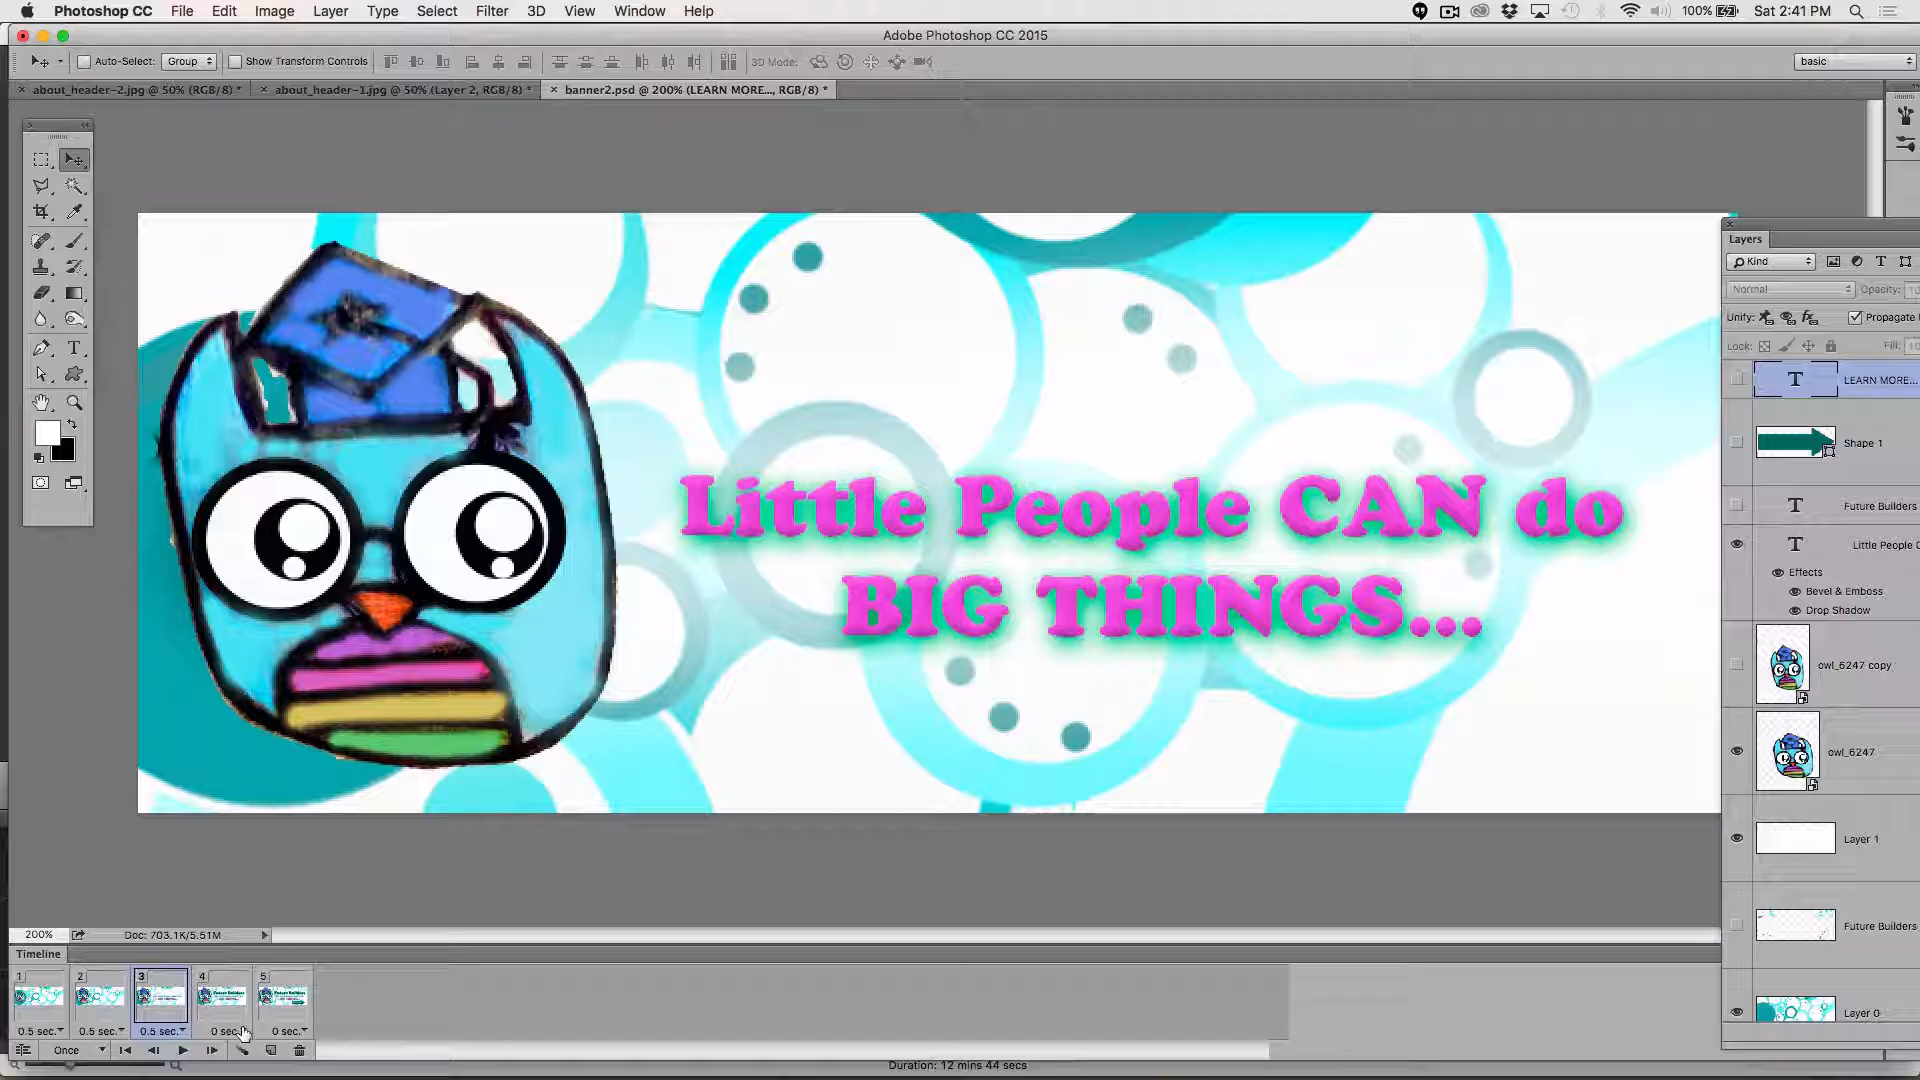 Photoshop CC File Edit Image Layer Type Select Filter 3D View Window Help 100% Sat 2:41 PM
Adobe Photoshop CC 2015
Auto-Select: Group Show Transform Controls 3D Mode: basic
about_header-2.jpg @ 50% (RGB/8) * about_header-1.jpg @ 50% (Layer 2, RGB/8) * banner2.psd @ 200% (LEARN MORE..., RGB/8) *
Layers
Kind
Normal Opacity:
Unify: Propagate
Lock: Fill:
T LEARN MORE...
Shape 1
T Future Builders
T Little People C
Effects
Bevel & Emboss
Drop Shadow
owl_6247 copy
owl_6247
Layer 1
Future Builders
Layer 0
Little People CAN do
BIG THINGS...
200% Doc: 703.1K/5.51M
Timeline
1 2 3 4 5
0.5 sec. 0.5 sec. 0.5 sec. 0 sec. 0 sec.
Once
Duration: 12 mins 44 secs